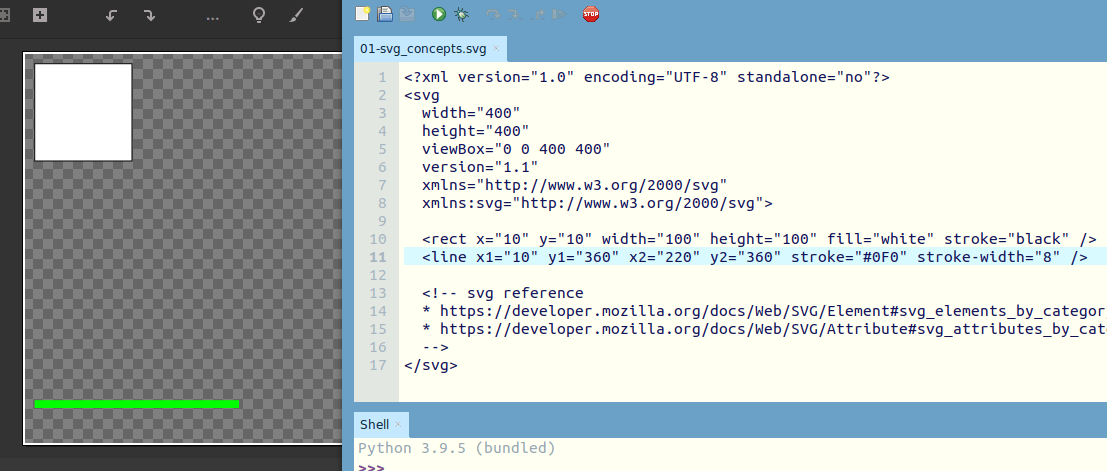 ...
STOP
01-svg_concepts.svg ×
1 <?xml version="1.0" encoding="UTF-8" standalone="no"?>
2 <svg
3   width="400"
4   height="400"
5   viewBox="0 0 400 400"
6   version="1.1"
7   xmlns="http://www.w3.org/2000/svg"
8   xmlns:svg="http://www.w3.org/2000/svg">
9
10   <rect x="10" y="10" width="100" height="100" fill="white" stroke="black" />
11   <line x1="10" y1="360" x2="220" y2="360" stroke="#0F0" stroke-width="8" />
12
13   <!-- svg reference
14   * https://developer.mozilla.org/docs/Web/SVG/Element#svg_elements_by_categor
15   * https://developer.mozilla.org/docs/Web/SVG/Attribute#svg_attributes_by_cate
16   -->
17 </svg>
Shell ×
Python 3.9.5 (bundled)
>>>